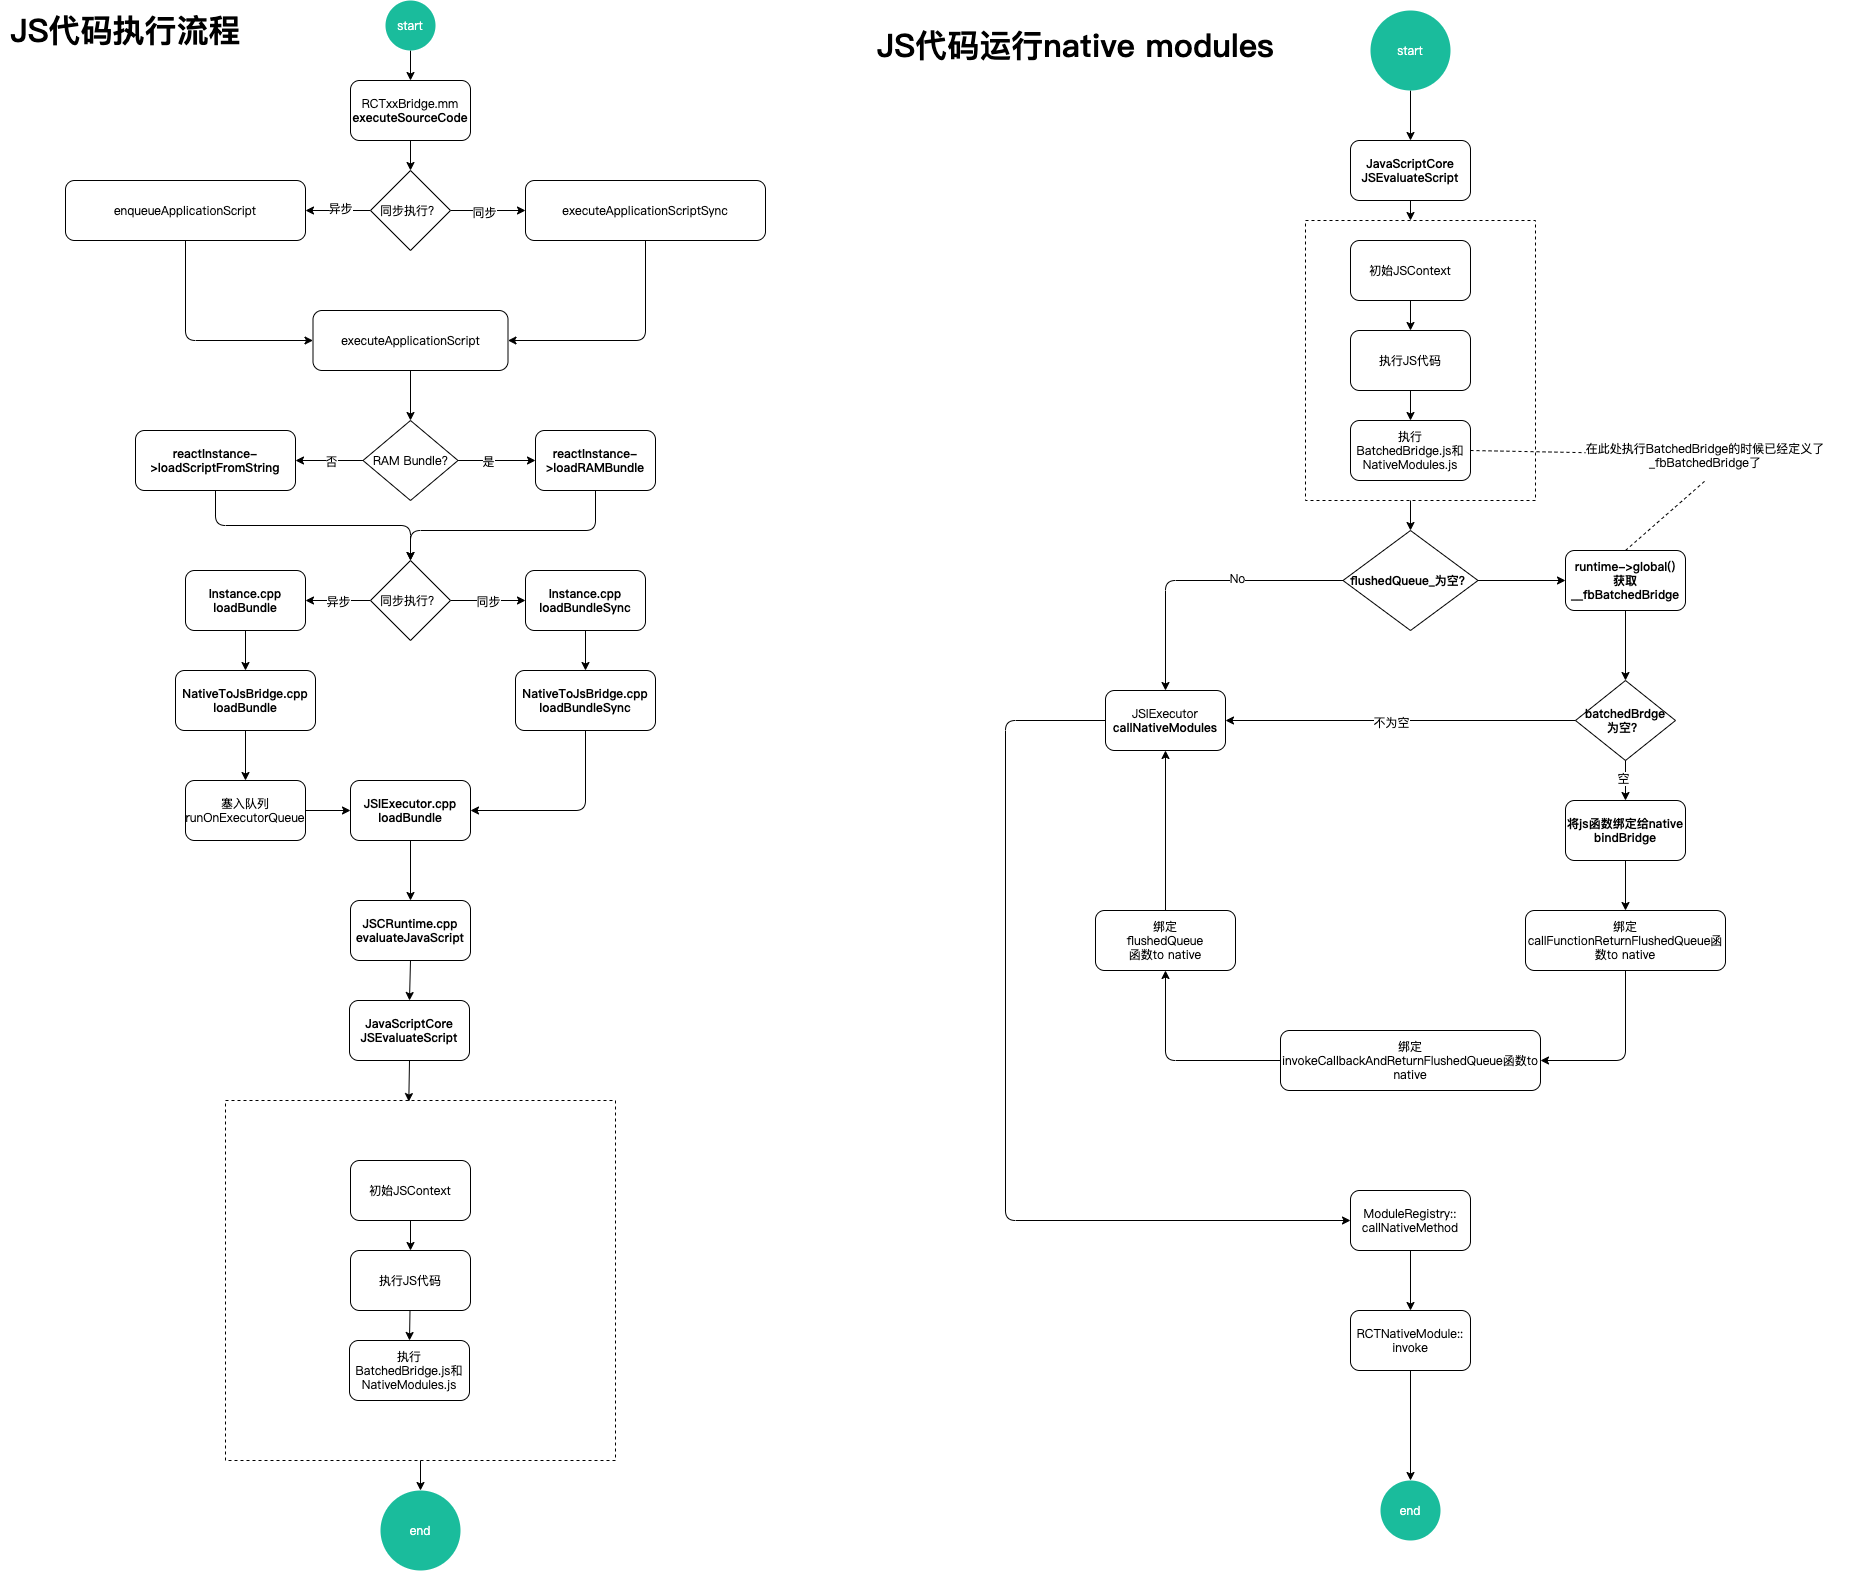 JS代码执行流程
start
RCTxxBridge.mm
executeSourceCode
enqueueApplicationScript
异步
同步执行?
同步
executeApplicationScriptSync
executeApplicationScript
reactInstance-
>loadScriptFromString
否
RAM Bundle?
是
reactInstance-
>loadRAMBundle
Instance.cpp
loadBundle
异步
同步执行?
同步
Instance.cpp
loadBundleSync
NativeToJsBridge.cpp
loadBundle
NativeToJsBridge.cpp
loadBundleSync
塞入队列
runOnExecutorQueue
JSIExecutor.cpp
loadBundle
JSCRuntime.cpp
evaluateJavaScript
JavaScriptCore
JSEvaluateScript
初始JSContext
执行JS代码
执行
BatchedBridge.js和
NativeModules.js
end
JS代码运行native modules
start
JavaScriptCore
JSEvaluateScript
初始JSContext
执行JS代码
执行
BatchedBridge.js和
NativeModules.js
在此处执行BatchedBridge的时候已经定义了
_fbBatchedBridge了
No
flushedQueue_为空?
runtime->global()
获取
__fbBatchedBridge
JSIExecutor
callNativeModules
不为空
batchedBrdge
为空?
空
将js函数绑定给native
bindBridge
绑定
flushedQueue
函数to native
绑定
callFunctionReturnFlushedQueue函
数to native
绑定
invokeCallbackAndReturnFlushedQueue函数to
native
ModuleRegistry::
callNativeMethod
RCTNativeModule::
invoke
end